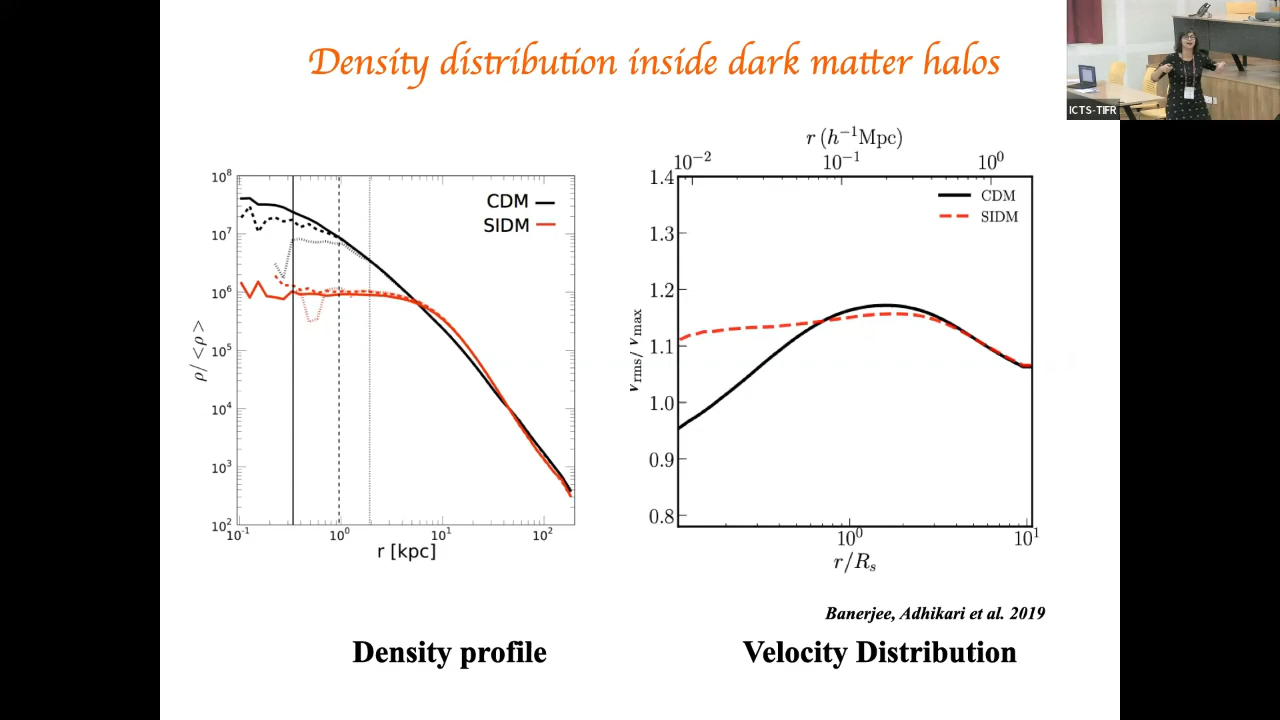 Density distribution inside dark matter halos
ICTS-TIFR
10⁸
10⁷
10⁶
10⁵
10⁴
10³
10²
ρ/<ρ>
CDM
SIDM
10⁻¹
10⁰
10¹
10²
r [kpc]
r (h⁻¹Mpc)
10⁻²
10⁻¹
10⁰
1.4
1.3
1.2
1.1
1.0
0.9
0.8
v_rms/ v_max
CDM
SIDM
10⁰
10¹
r/R_s
Banerjee, Adhikari et al. 2019
Density profile
Velocity Distribution